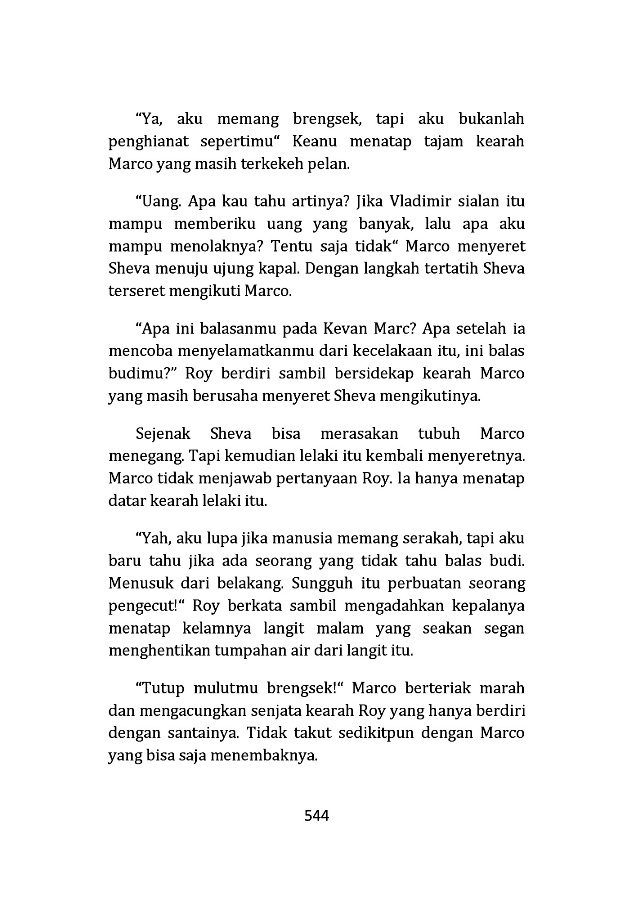 “Ya, aku memang brengsek, tapi aku bukanlah
penghianat sepertimu“ Keanu menatap tajam kearah
Marco yang masih terkekeh pelan.
“Uang. Apa kau tahu artinya? Jika Vladimir sialan itu
mampu memberiku uang yang banyak, lalu apa aku
mampu menolaknya? Tentu saja tidak“ Marco menyeret
Sheva menuju ujung kapal. Dengan langkah tertatih Sheva
terseret mengikuti Marco.
“Apa ini balasanmu pada Kevan Marc? Apa setelah ia
mencoba menyelamatkanmu dari kecelakaan itu, ini balas
budimu?” Roy berdiri sambil bersidekap kearah Marco
yang masih berusaha menyeret Sheva mengikutinya.
Sejenak Sheva bisa merasakan tubuh Marco
menegang. Tapi kemudian lelaki itu kembali menyeretnya.
Marco tidak menjawab pertanyaan Roy. Ia hanya menatap
datar kearah lelaki itu.
“Yah, aku lupa jika manusia memang serakah, tapi aku
baru tahu jika ada seorang yang tidak tahu balas budi.
Menusuk dari belakang. Sungguh itu perbuatan seorang
pengecut!“ Roy berkata sambil mengadahkan kepalanya
menatap kelamnya langit malam yang seakan segan
menghentikan tumpahan air dari langit itu.
“Tutup mulutmu brengsek!“ Marco berteriak marah
dan mengacungkan senjata kearah Roy yang hanya berdiri
dengan santainya. Tidak takut sedikitpun dengan Marco
yang bisa saja menembaknya.
544